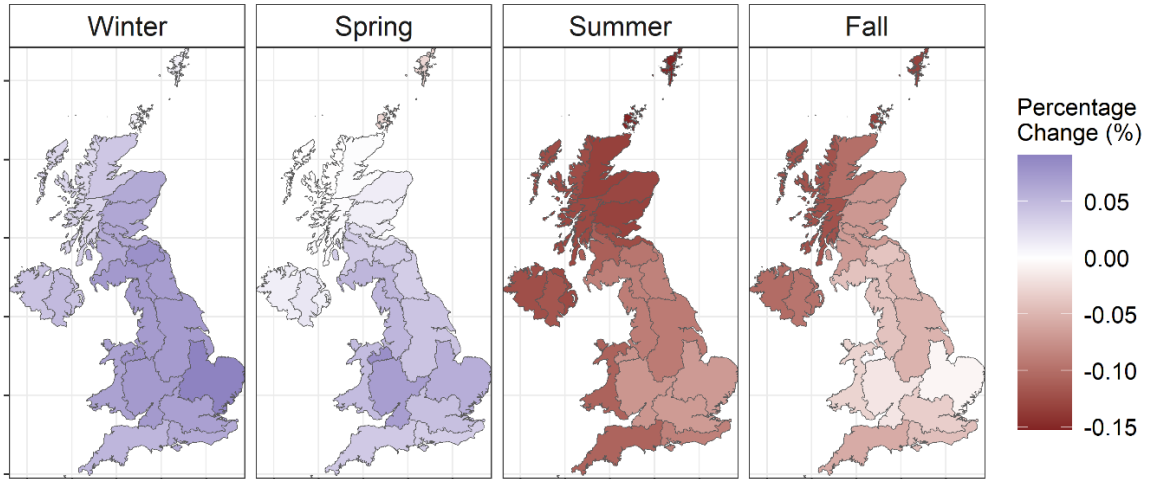 Winter
Spring
Summer
Fall
Percentage
Change (%)
0.05
0.00
-0.05
-0.10
-0.15